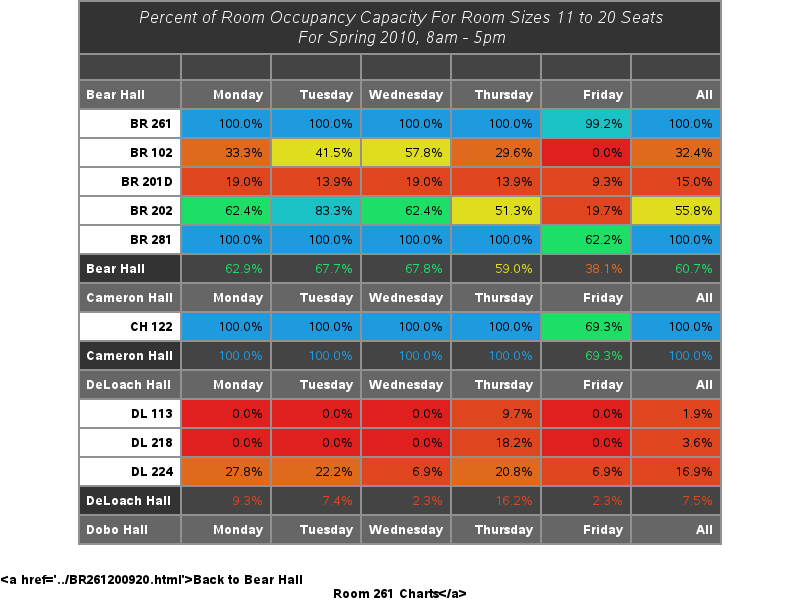 Percent of Room Occupancy Capacity For Room Sizes 11 to 20 Seats
For Spring 2010, 8am - 5pm
Bear Hall Monday Tuesday Wednesday Thursday Friday All
BR 261 100.0% 100.0% 100.0% 100.0% 99.2% 100.0%
BR 102 33.3% 41.5% 57.8% 29.6% 0.0% 32.4%
BR 201D 19.0% 13.9% 19.0% 13.9% 9.3% 15.0%
BR 202 62.4% 83.3% 62.4% 51.3% 19.7% 55.8%
BR 281 100.0% 100.0% 100.0% 100.0% 62.2% 100.0%
Bear Hall 62.9% 67.7% 67.8% 59.0% 38.1% 60.7%
Cameron Hall Monday Tuesday Wednesday Thursday Friday All
CH 122 100.0% 100.0% 100.0% 100.0% 69.3% 100.0%
Cameron Hall 100.0% 100.0% 100.0% 100.0% 69.3% 100.0%
DeLoach Hall Monday Tuesday Wednesday Thursday Friday All
DL 113 0.0% 0.0% 0.0% 9.7% 0.0% 1.9%
DL 218 0.0% 0.0% 0.0% 18.2% 0.0% 3.6%
DL 224 27.8% 22.2% 6.9% 20.8% 6.9% 16.9%
DeLoach Hall 9.3% 7.4% 2.3% 16.2% 2.3% 7.5%
Dobo Hall Monday Tuesday Wednesday Thursday Friday All
<a href='../BR261200920.html'>Back to Bear Hall
Room 261 Charts</a>